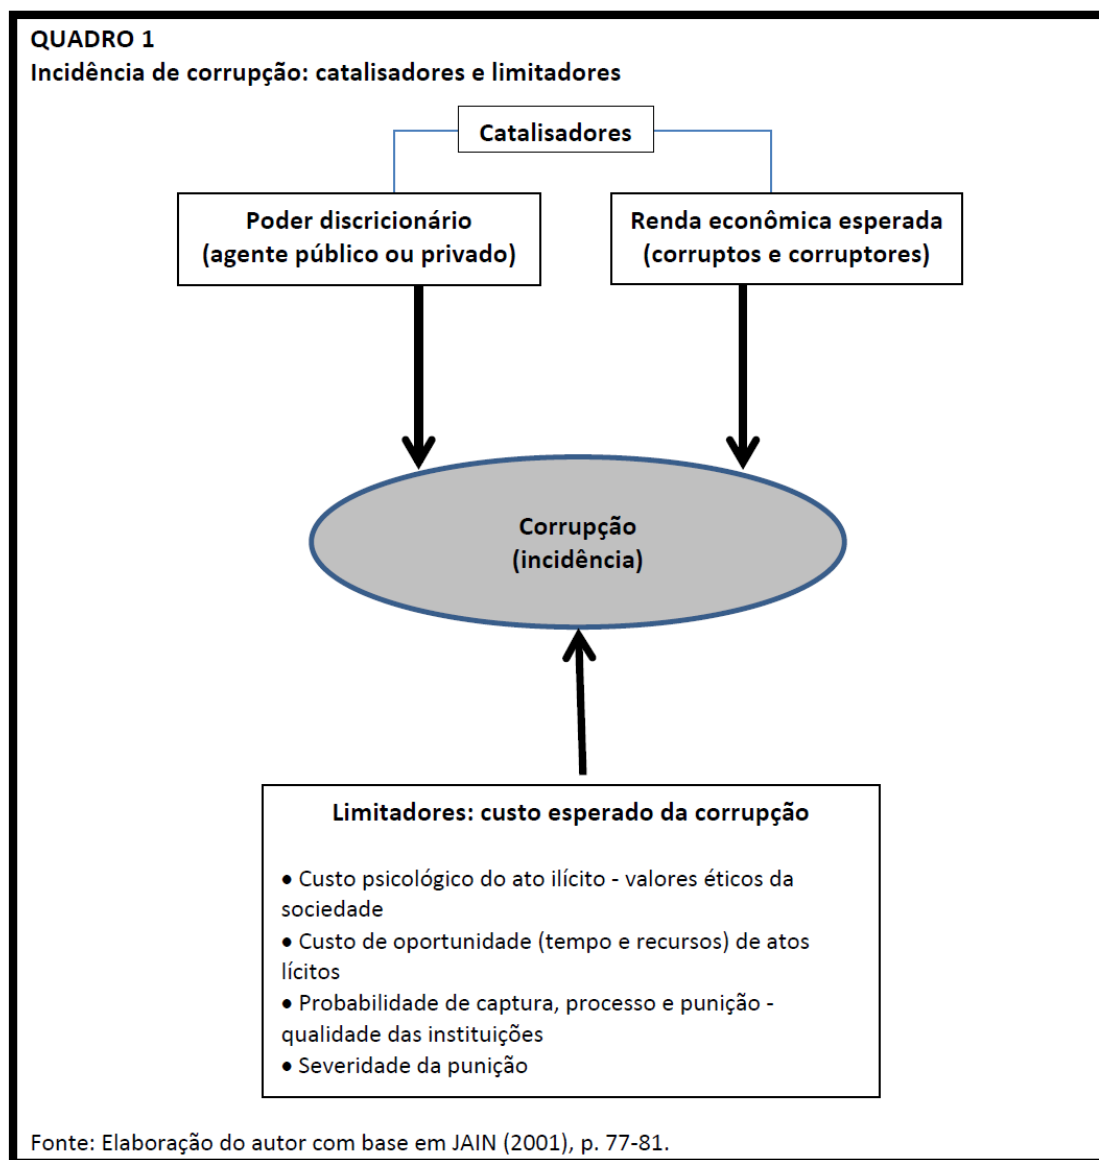 QUADRO 1
Incidência de corrupção: catalisadores e limitadores
Catalisadores
Poder discricionário
(agente público ou privado)
Renda econômica esperada
(corruptos e corruptores)
Corrupção
(incidência)
Limitadores: custo esperado da corrupção
• Custo psicológico do ato ilícito - valores éticos da
sociedade
• Custo de oportunidade (tempo e recursos) de atos
lícitos
• Probabilidade de captura, processo e punição -
qualidade das instituições
• Severidade da punição
Fonte: Elaboração do autor com base em JAIN (2001), p. 77-81.